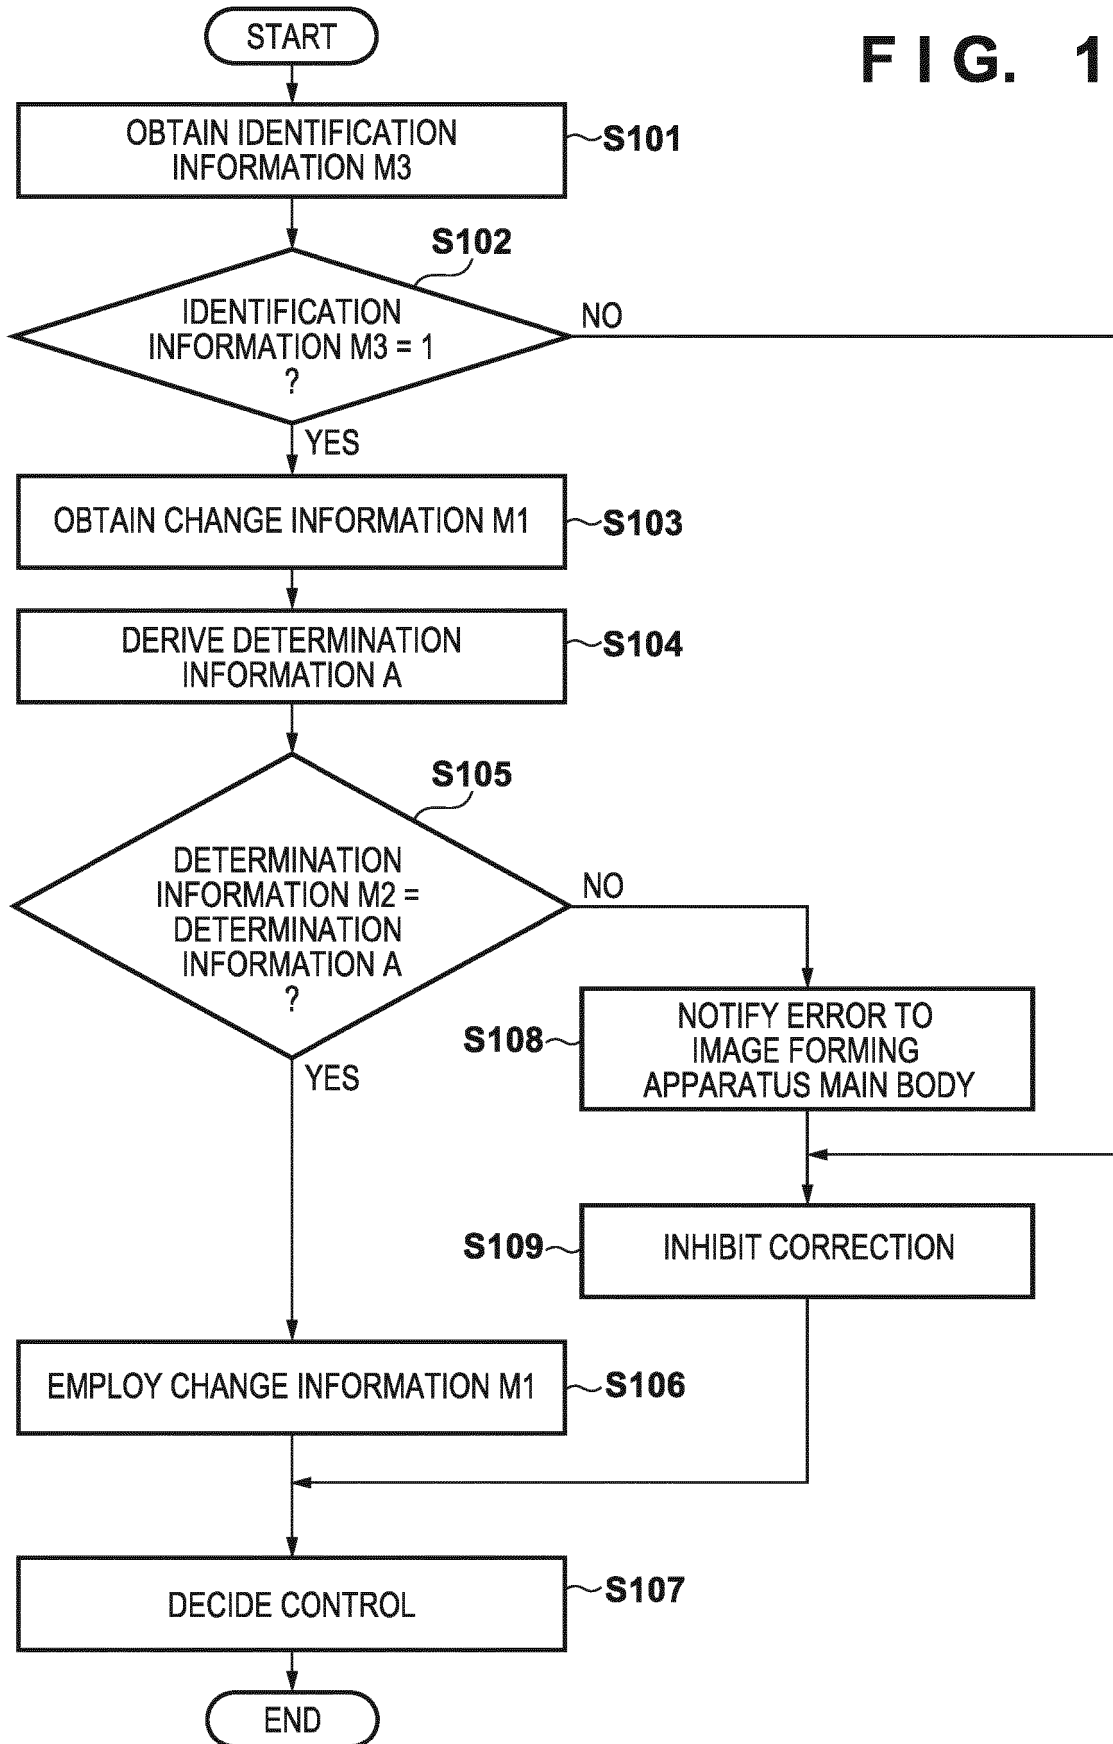 FIG. 1
START
OBTAIN IDENTIFICATION
INFORMATION M3
S101
S102
IDENTIFICATION
INFORMATION M3 = 1
?
NO
YES
OBTAIN CHANGE INFORMATION M1
S103
DERIVE DETERMINATION
INFORMATION A
S104
S105
DETERMINATION
INFORMATION M2 =
DETERMINATION
INFORMATION A
?
NO
YES
NOTIFY ERROR TO
IMAGE FORMING
APPARATUS MAIN BODY
S108
INHIBIT CORRECTION
S109
EMPLOY CHANGE INFORMATION M1
S106
DECIDE CONTROL
S107
END